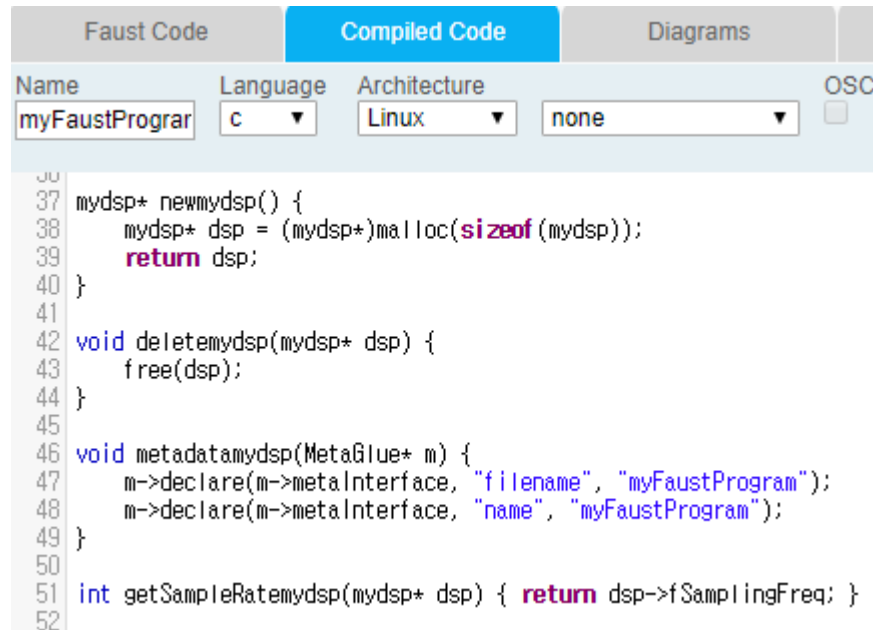 Faust Code Compiled Code Diagrams
Name Language Architecture OSC
myFaustPrograr c Linux none
36
37 mydsp* newmydsp() {
38     mydsp* dsp = (mydsp*)malloc(sizeof(mydsp));
39     return dsp;
40 }
41
42 void deletemydsp(mydsp* dsp) {
43     free(dsp);
44 }
45
46 void metadatamydsp(MetaGlue* m) {
47     m->declare(m->metaInterface, "filename", "myFaustProgram");
48     m->declare(m->metaInterface, "name", "myFaustProgram");
49 }
50
51 int getSampleRatemydsp(mydsp* dsp) { return dsp->fSamplingFreq; }
52